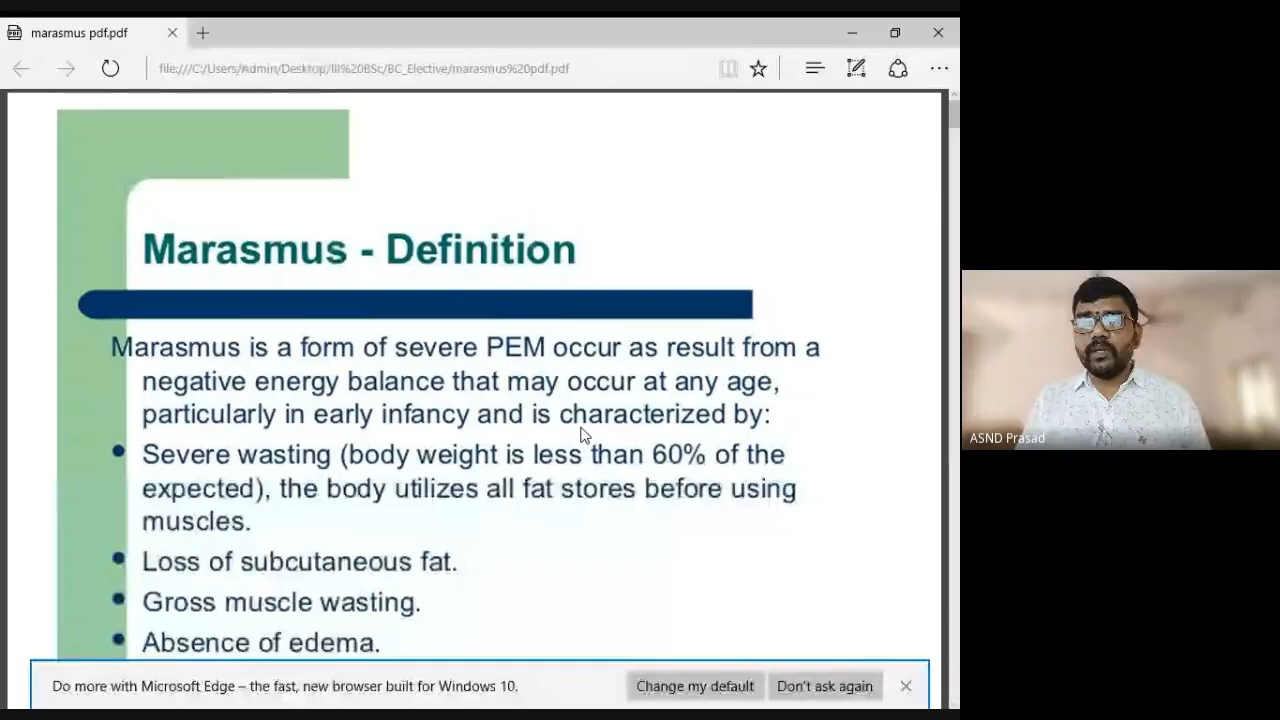 marasmus pdf.pdf
file:///C:/Users/Admin/Desktop/III%20BSc/BC_Elective/marasmus%20pdf.pdf
Marasmus - Definition
Marasmus is a form of severe PEM occur as result from a
negative energy balance that may occur at any age,
particularly in early infancy and is characterized by:
Severe wasting (body weight is less than 60% of the
expected), the body utilizes all fat stores before using
muscles.
Loss of subcutaneous fat.
Gross muscle wasting.
Absence of edema.
Do more with Microsoft Edge – the fast, new browser built for Windows 10.
Change my default
Don't ask again
ASND Prasad